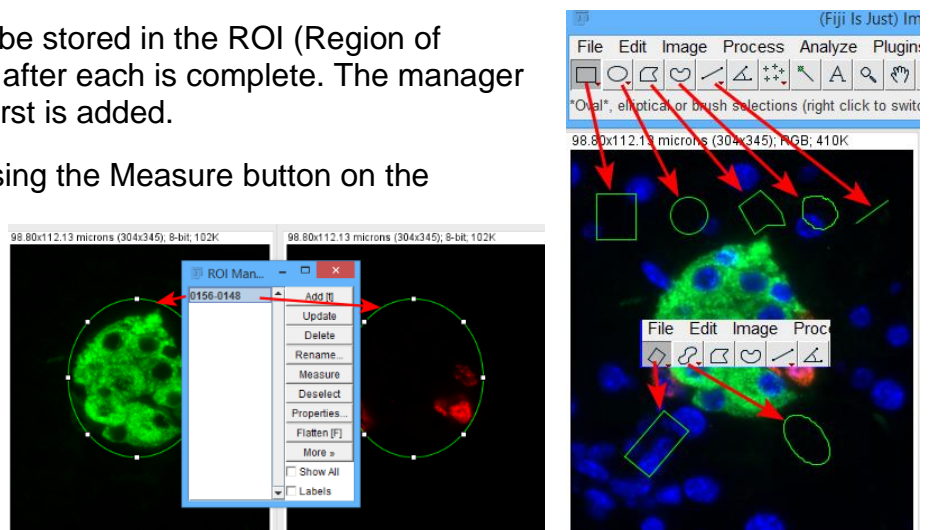 be stored in the ROI (Region of
after each is complete. The manager
rst is added.
sing the Measure button on the
98.80x112.13 microns (304x345); 8-bit; 102K
98.80x112.13 microns (304x345); 8-bit; 102K
ROI Man...
0156-0148
Add [t]
Update
Delete
Rename...
Measure
Deselect
Properties...
Flatten [F]
More »
Show All
Labels
(Fiji Is Just) Im
File Edit Image Process Analyze Plugins
A
*Oval*, elliptical or brush selections (right click to switc
98.80x112.13 microns (304x345); RGB; 410K
File Edit Image Proc